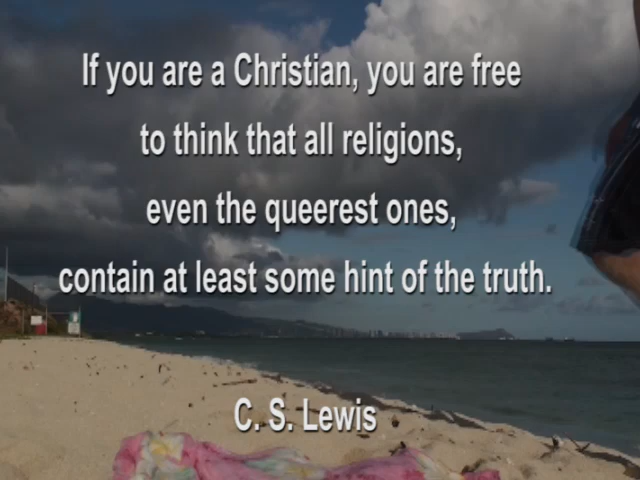 If you are a Christian, you are free
to think that all religions,
even the queerest ones,
contain at least some hint of the truth.
C. S. Lewis